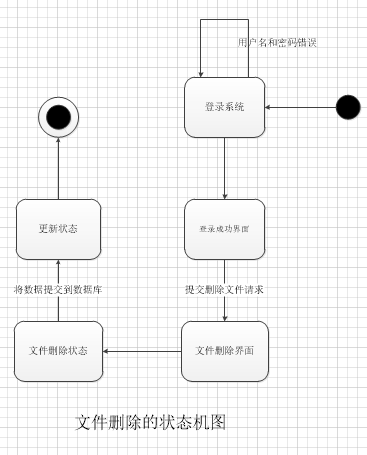 用户名和密码错误
登录系统
更新状态
登录成功界面
将数据提交到数据库
提交删除文件请求
文件删除状态
文件删除界面
文件删除的状态机图